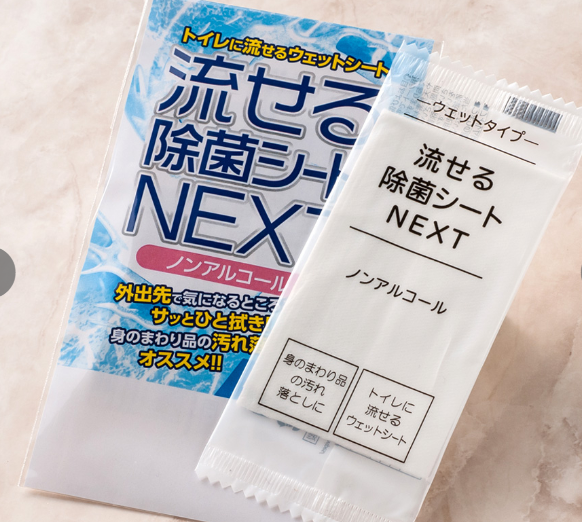 トイレに流せるウェットシート
流せる
除菌シート
NEXT
ノンアルコール
外出先で気になるところ
サッとひと拭き
身のまわり品の汚れ
オススメ!!
ーウェットタイプー
流せる
除菌シート
NEXT
ノンアルコール
身のまわり品
の汚れ
落としに
トイレに
流せる
ウェットシート